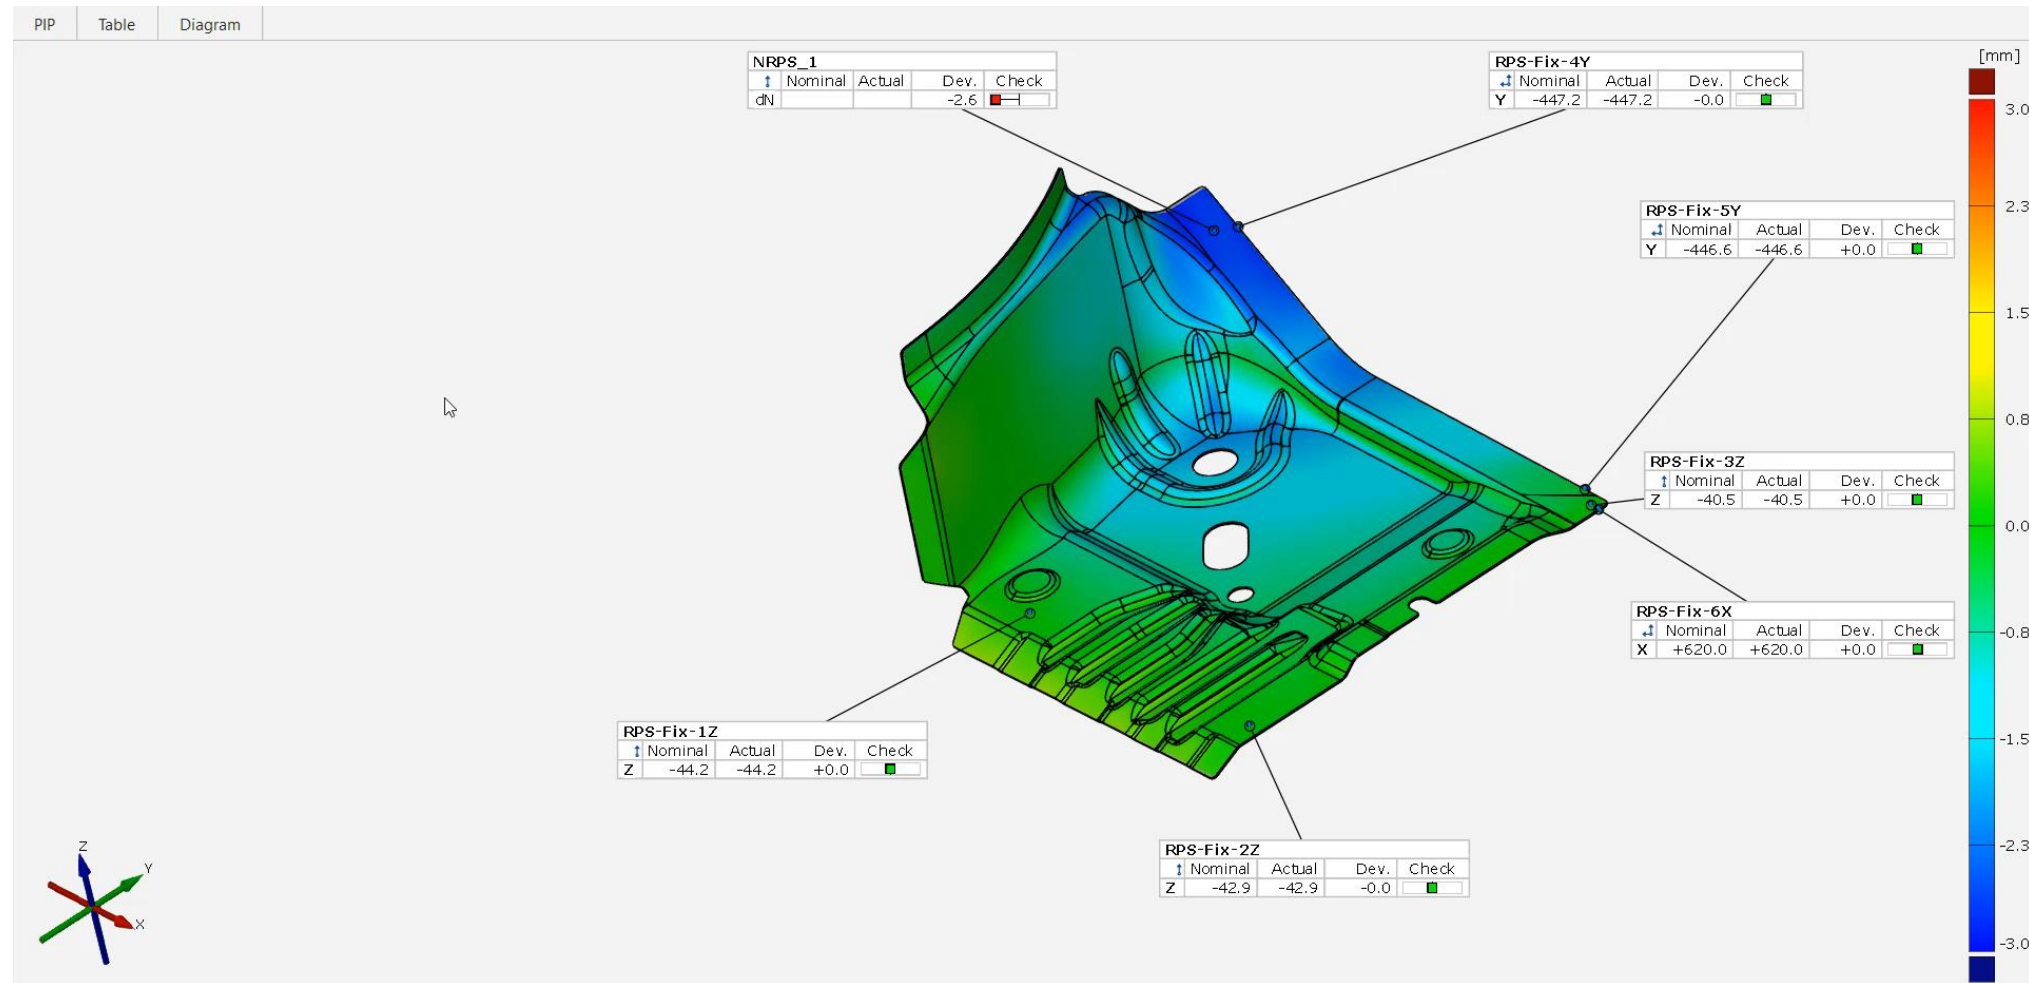 PIP Table Diagram
[mm]
NRPS_1
Nominal Actual Dev. Check
dN -2.6
RPS-Fix-4Y
Nominal Actual Dev. Check
Y -447.2 -447.2 -0.0
RPS-Fix-5Y
Nominal Actual Dev. Check
Y -446.6 -446.6 +0.0
RPS-Fix-3Z
Nominal Actual Dev. Check
Z -40.5 -40.5 +0.0
RPS-Fix-6X
Nominal Actual Dev. Check
X +620.0 +620.0 +0.0
RPS-Fix-1Z
Nominal Actual Dev. Check
Z -44.2 -44.2 +0.0
RPS-Fix-2Z
Nominal Actual Dev. Check
Z -42.9 -42.9 -0.0
3.0
2.3
1.5
0.8
0.0
-0.8
-1.5
-2.3
-3.0
Z
Y
X